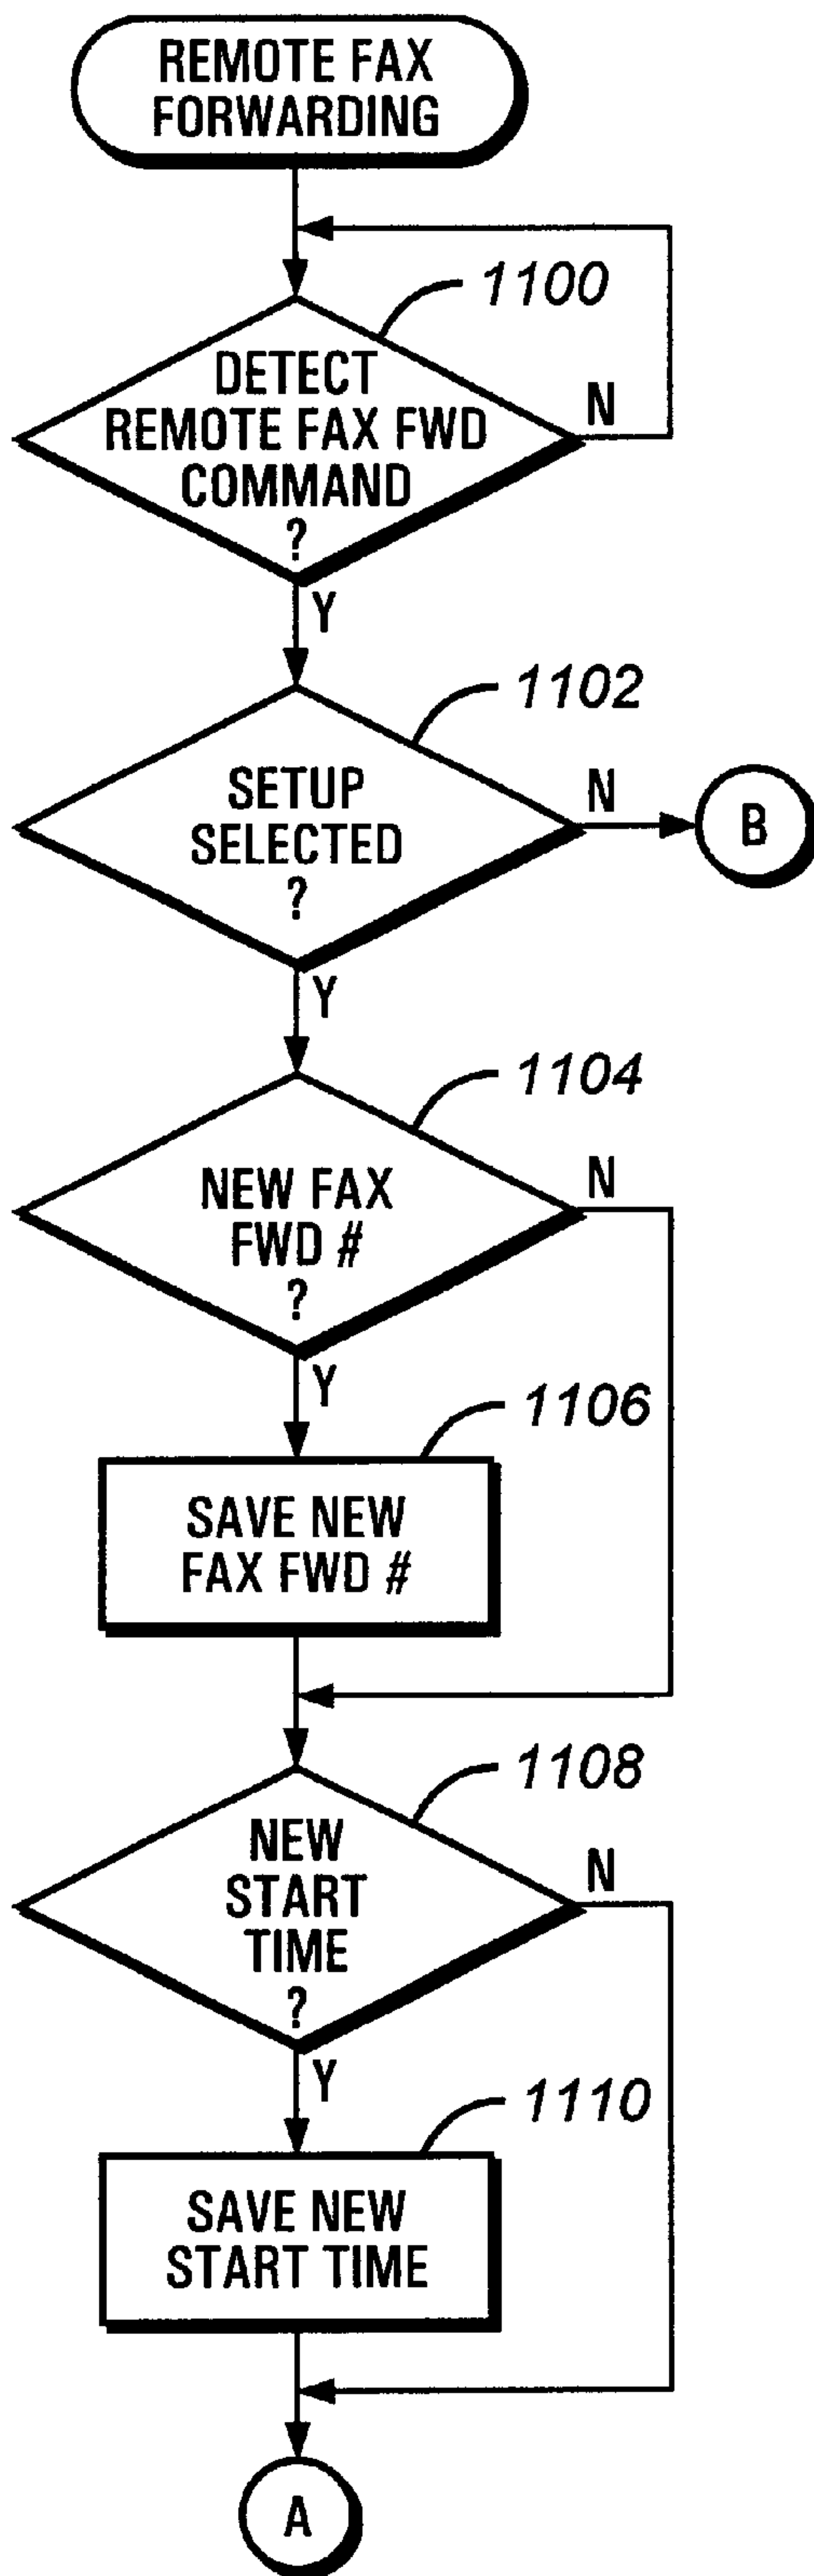 REMOTE FAX
FORWARDING
1100
DETECT
REMOTE FAX FWD
COMMAND
?
N
Y
1102
SETUP
SELECTED
?
N
B
Y
1104
NEW FAX
FWD #
?
N
Y
1106
SAVE NEW
FAX FWD #
1108
NEW
START
TIME
?
N
Y
1110
SAVE NEW
START TIME
A